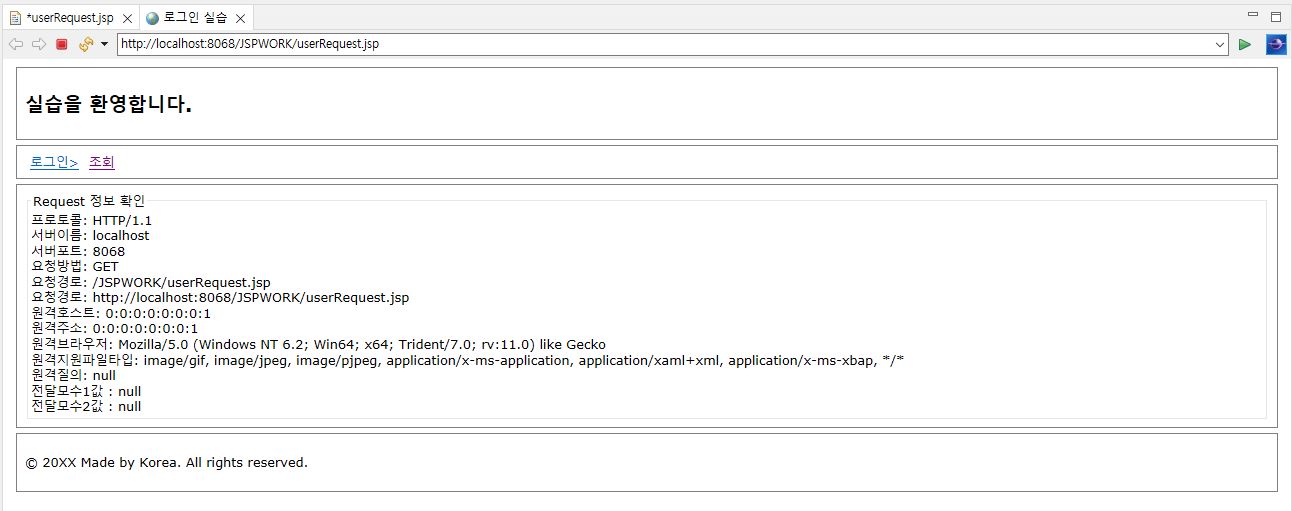 *userRequest.jsp 로그인 실습
http://localhost:8068/JSPWORK/userRequest.jsp
실습을 환영합니다.
로그인> 조회
Request 정보 확인
프로토콜: HTTP/1.1
서버이름: localhost
서버포트: 8068
요청방법: GET
요청경로: /JSPWORK/userRequest.jsp
요청경로: http://localhost:8068/JSPWORK/userRequest.jsp
원격호스트: 0:0:0:0:0:0:0:1
원격주소: 0:0:0:0:0:0:0:1
원격브라우저: Mozilla/5.0 (Windows NT 6.2; Win64; x64; Trident/7.0; rv:11.0) like Gecko
원격지원파일타입: image/gif, image/jpeg, image/pjpeg, application/x-ms-application, application/xaml+xml, application/x-ms-xbap, */*
원격질의: null
전달모수1값 : null
전달모수2값 : null
© 20XX Made by Korea. All rights reserved.